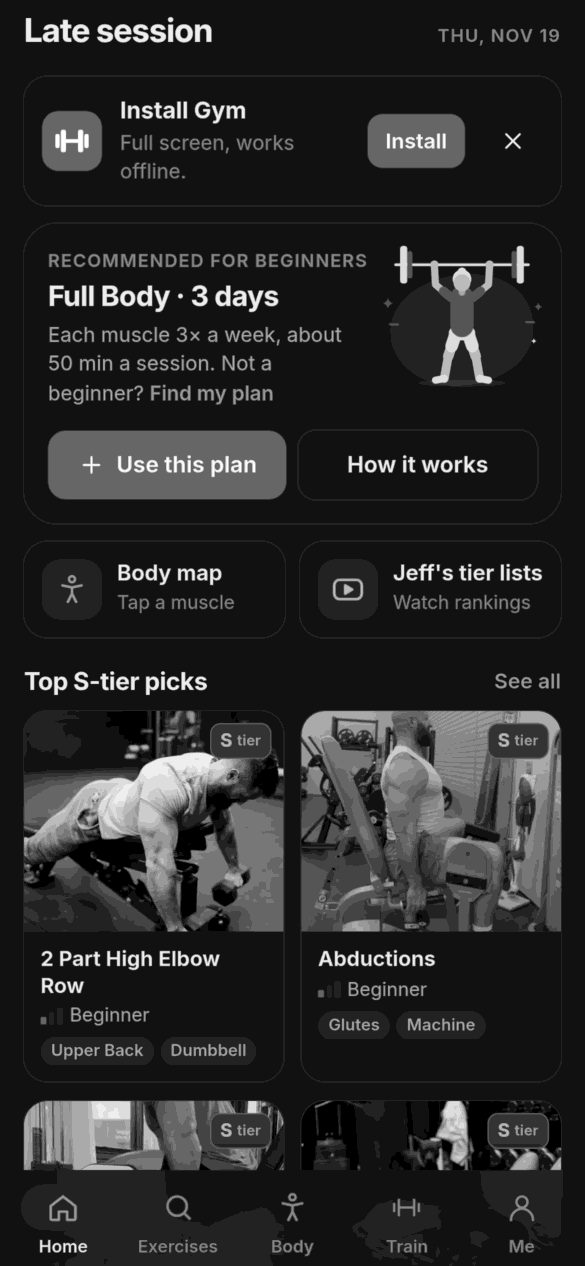 Late session
THU, NOV 19
Install Gym
Full screen, works
offline.
Install
RECOMMENDED FOR BEGINNERS
Full Body · 3 days
Each muscle 3× a week, about
50 min a session. Not a
beginner? Find my plan
Use this plan
How it works
Body map
Tap a muscle
Jeff's tier lists
Watch rankings
Top S-tier picks
See all
S tier
S tier
2 Part High Elbow
Row
Beginner
Upper Back
Dumbbell
Abductions
Beginner
Glutes
Machine
S tier
S tier
Home
Exercises
Body
Train
Me